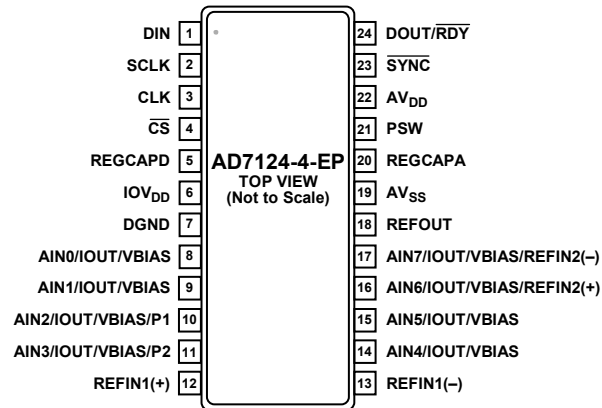 DIN 1
SCLK 2
CLK 3
CS 4
REGCAPD 5
IOVDD 6
DGND 7
AIN0/IOUT/VBIAS 8
AIN1/IOUT/VBIAS 9
AIN2/IOUT/VBIAS/P1 10
AIN3/IOUT/VBIAS/P2 11
REFIN1(+) 12
AD7124-4-EP
TOP VIEW
(Not to Scale)
24 DOUT/RDY
23 SYNC
22 AVDD
21 PSW
20 REGCAPA
19 AVSS
18 REFOUT
17 AIN7/IOUT/VBIAS/REFIN2(–)
16 AIN6/IOUT/VBIAS/REFIN2(+)
15 AIN5/IOUT/VBIAS
14 AIN4/IOUT/VBIAS
13 REFIN1(–)